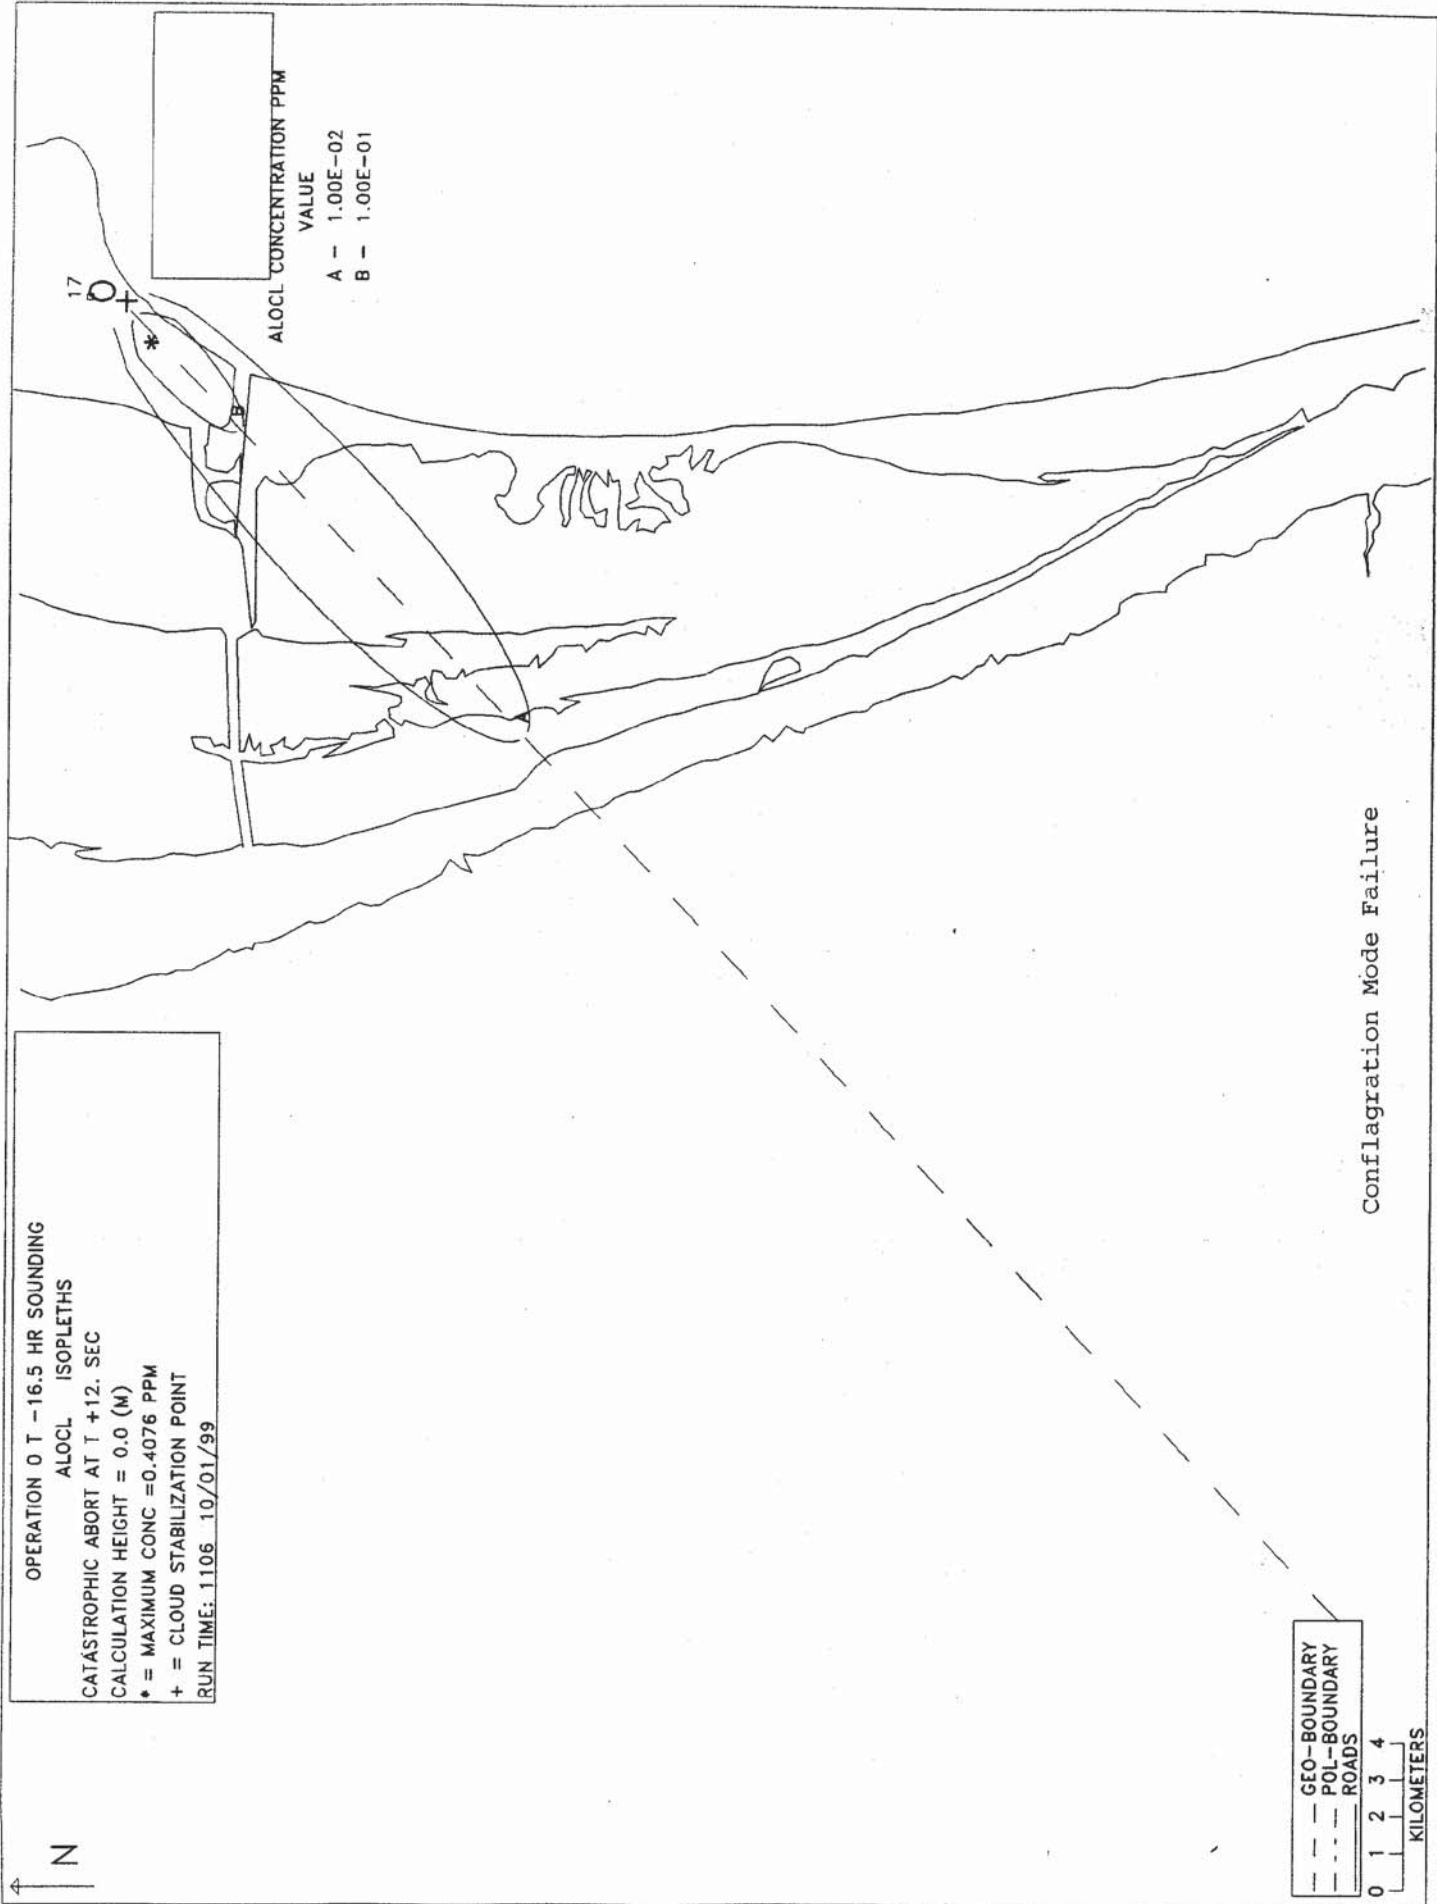 N
OPERATION 0 T -16.5 HR SOUNDING
ALOCL ISOPLETHS
CATASTROPHIC ABORT AT T +12. SEC
CALCULATION HEIGHT = 0.0 (M)
* = MAXIMUM CONC =0.4076 PPM
+ = CLOUD STABILIZATION POINT
RUN TIME: 1106 10/01/99
17
ALOCL CONCENTRATION PPM
VALUE
A - 1.00E-02
B - 1.00E-01
B
A
Conflagration Mode Failure
GEO-BOUNDARY
POL-BOUNDARY
ROADS
0 1 2 3 4
KILOMETERS